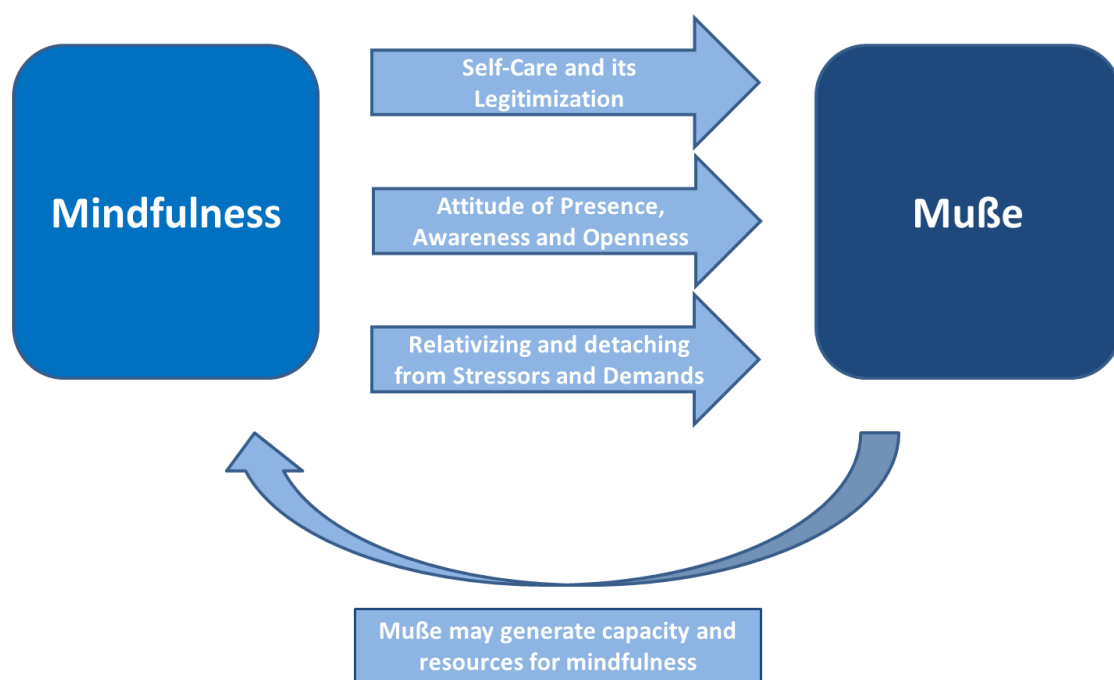 Mindfulness
Self-Care and its
Legitimization
Attitude of Presence,
Awareness and Openness
Relativizing and detaching
from Stressors and Demands
Muße
Muße may generate capacity and
resources for mindfulness